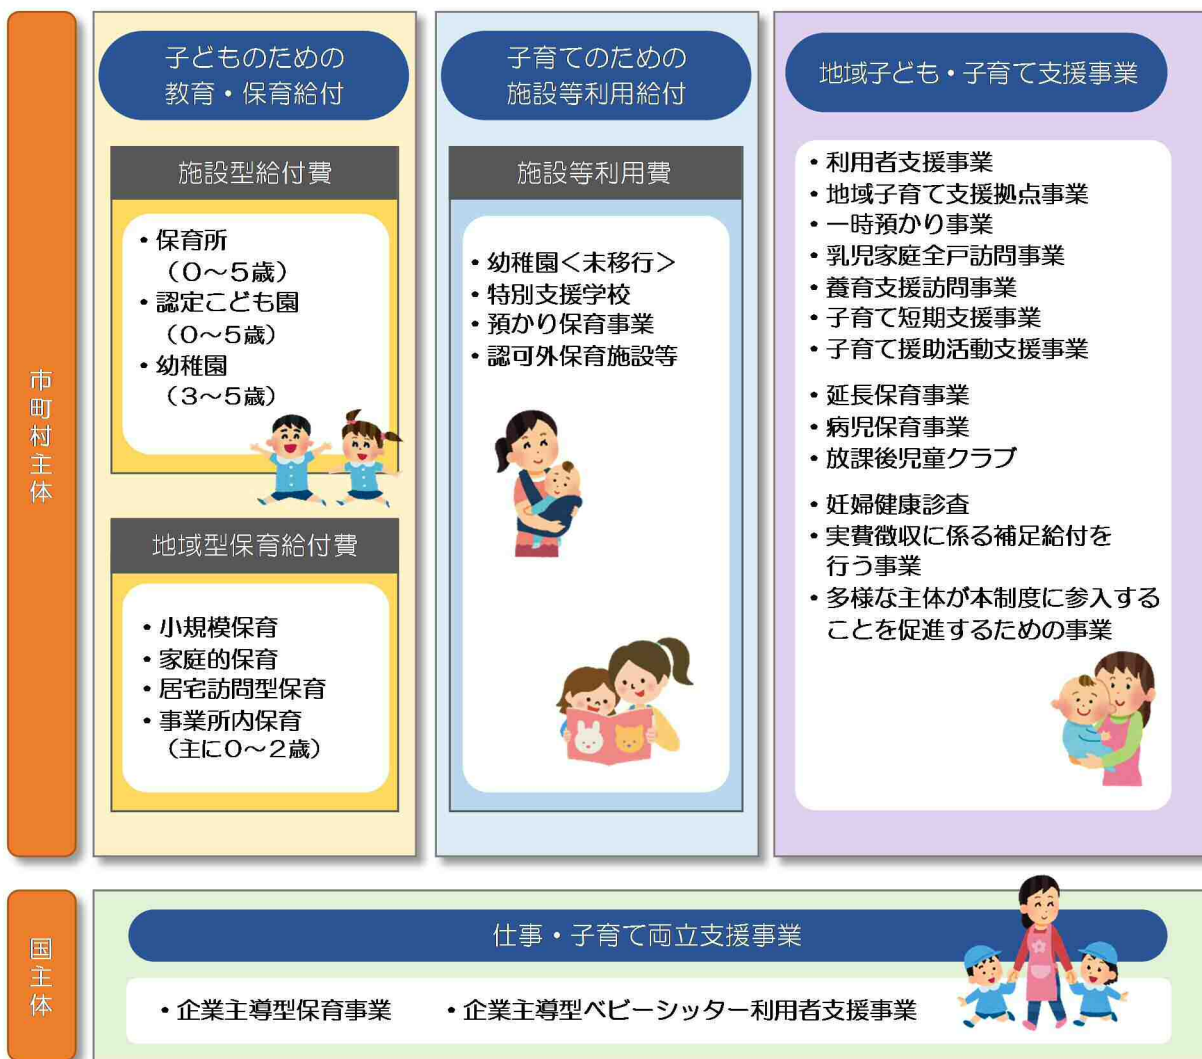 市町村主体
子どものための
教育・保育給付
施設型給付費
・保育所
（0～5歳）
・認定こども園
（0～5歳）
・幼稚園
（3～5歳）
地域型保育給付費
・小規模保育
・家庭的保育
・居宅訪問型保育
・事業所内保育
（主に0～2歳）
子育てのための
施設等利用給付
施設等利用費
・幼稚園＜未移行＞
・特別支援学校
・預かり保育事業
・認可外保育施設等
地域子ども・子育て支援事業
・利用者支援事業
・地域子育て支援拠点事業
・一時預かり事業
・乳児家庭全戸訪問事業
・養育支援訪問事業
・子育て短期支援事業
・子育て援助活動支援事業
・延長保育事業
・病児保育事業
・放課後児童クラブ
・妊婦健康診査
・実費徴収に係る補足給付を
行う事業
・多様な主体が本制度に参入する
ことを促進するための事業
国主体
仕事・子育て両立支援事業
・企業主導型保育事業
・企業主導型ベビーシッター利用者支援事業